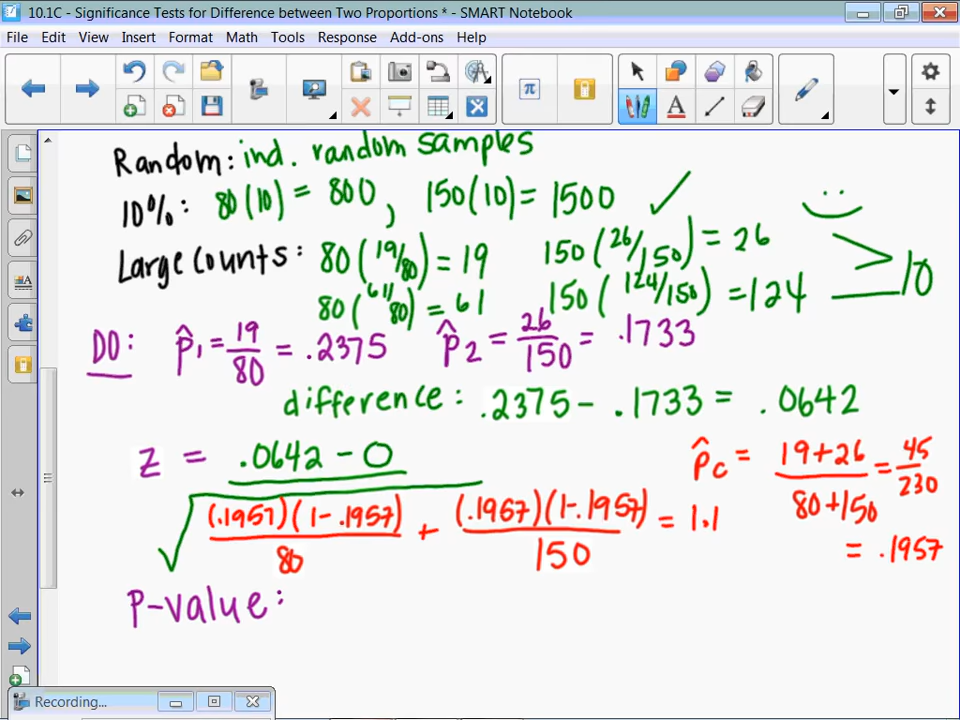 10.1C - Significance Tests for Difference between Two Proportions * - SMART Notebook
File Edit View Insert Format Math Tools Response Add-ons Help
Random: ind. random samples
10%: 80(10) = 800, 150(10) = 1500 ✓
Large Counts: 80(19/80) = 19 150(26/150) = 26
80(61/80) = 61 150(124/150) = 124 ≥10
DO: p̂₁ = 19/80 = .2375 p̂₂ = 26/150 = .1733
difference: .2375 - .1733 = .0642
z = .0642 - 0 / √((.1957)(1-.1957)/80 + (.1957)(1-.1957)/150) = 1.1
p̂c = 19+26/80+150 = 45/230
= .1957
P-value:
Recording...